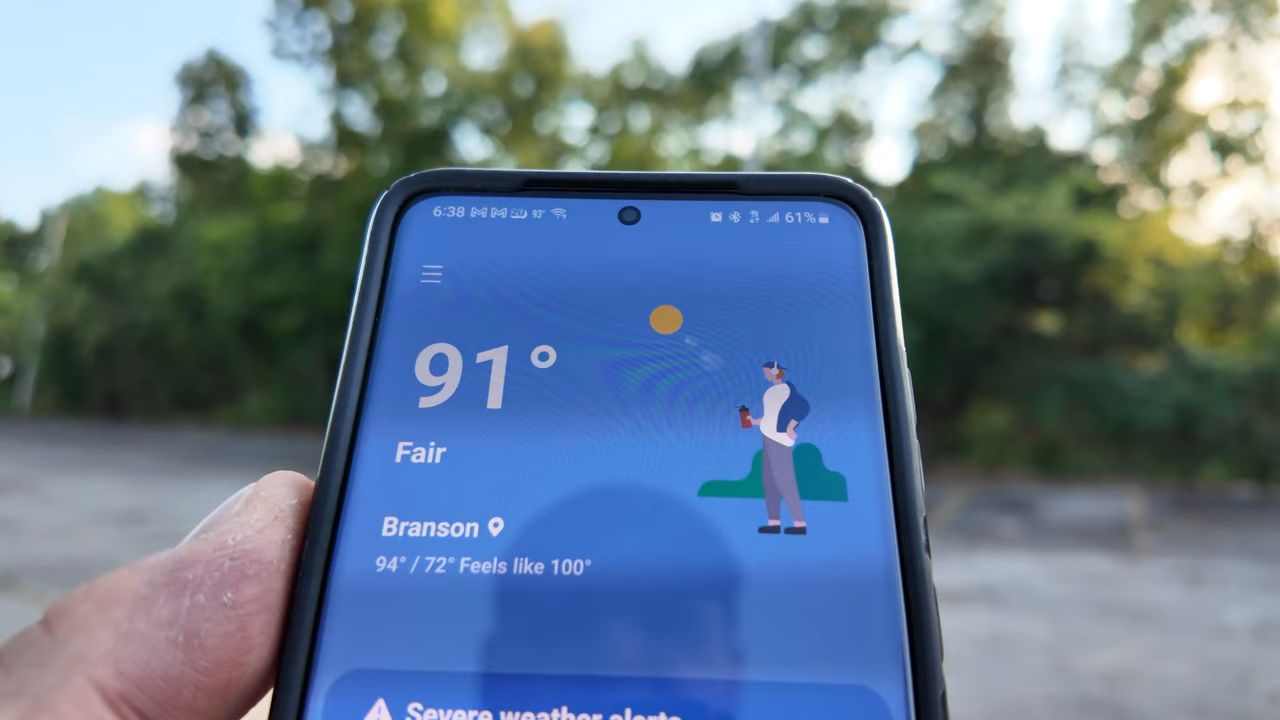 6:38 93° 61%
91°
Fair
Branson
94° / 72° Feels like 100°
Severe weather alerts